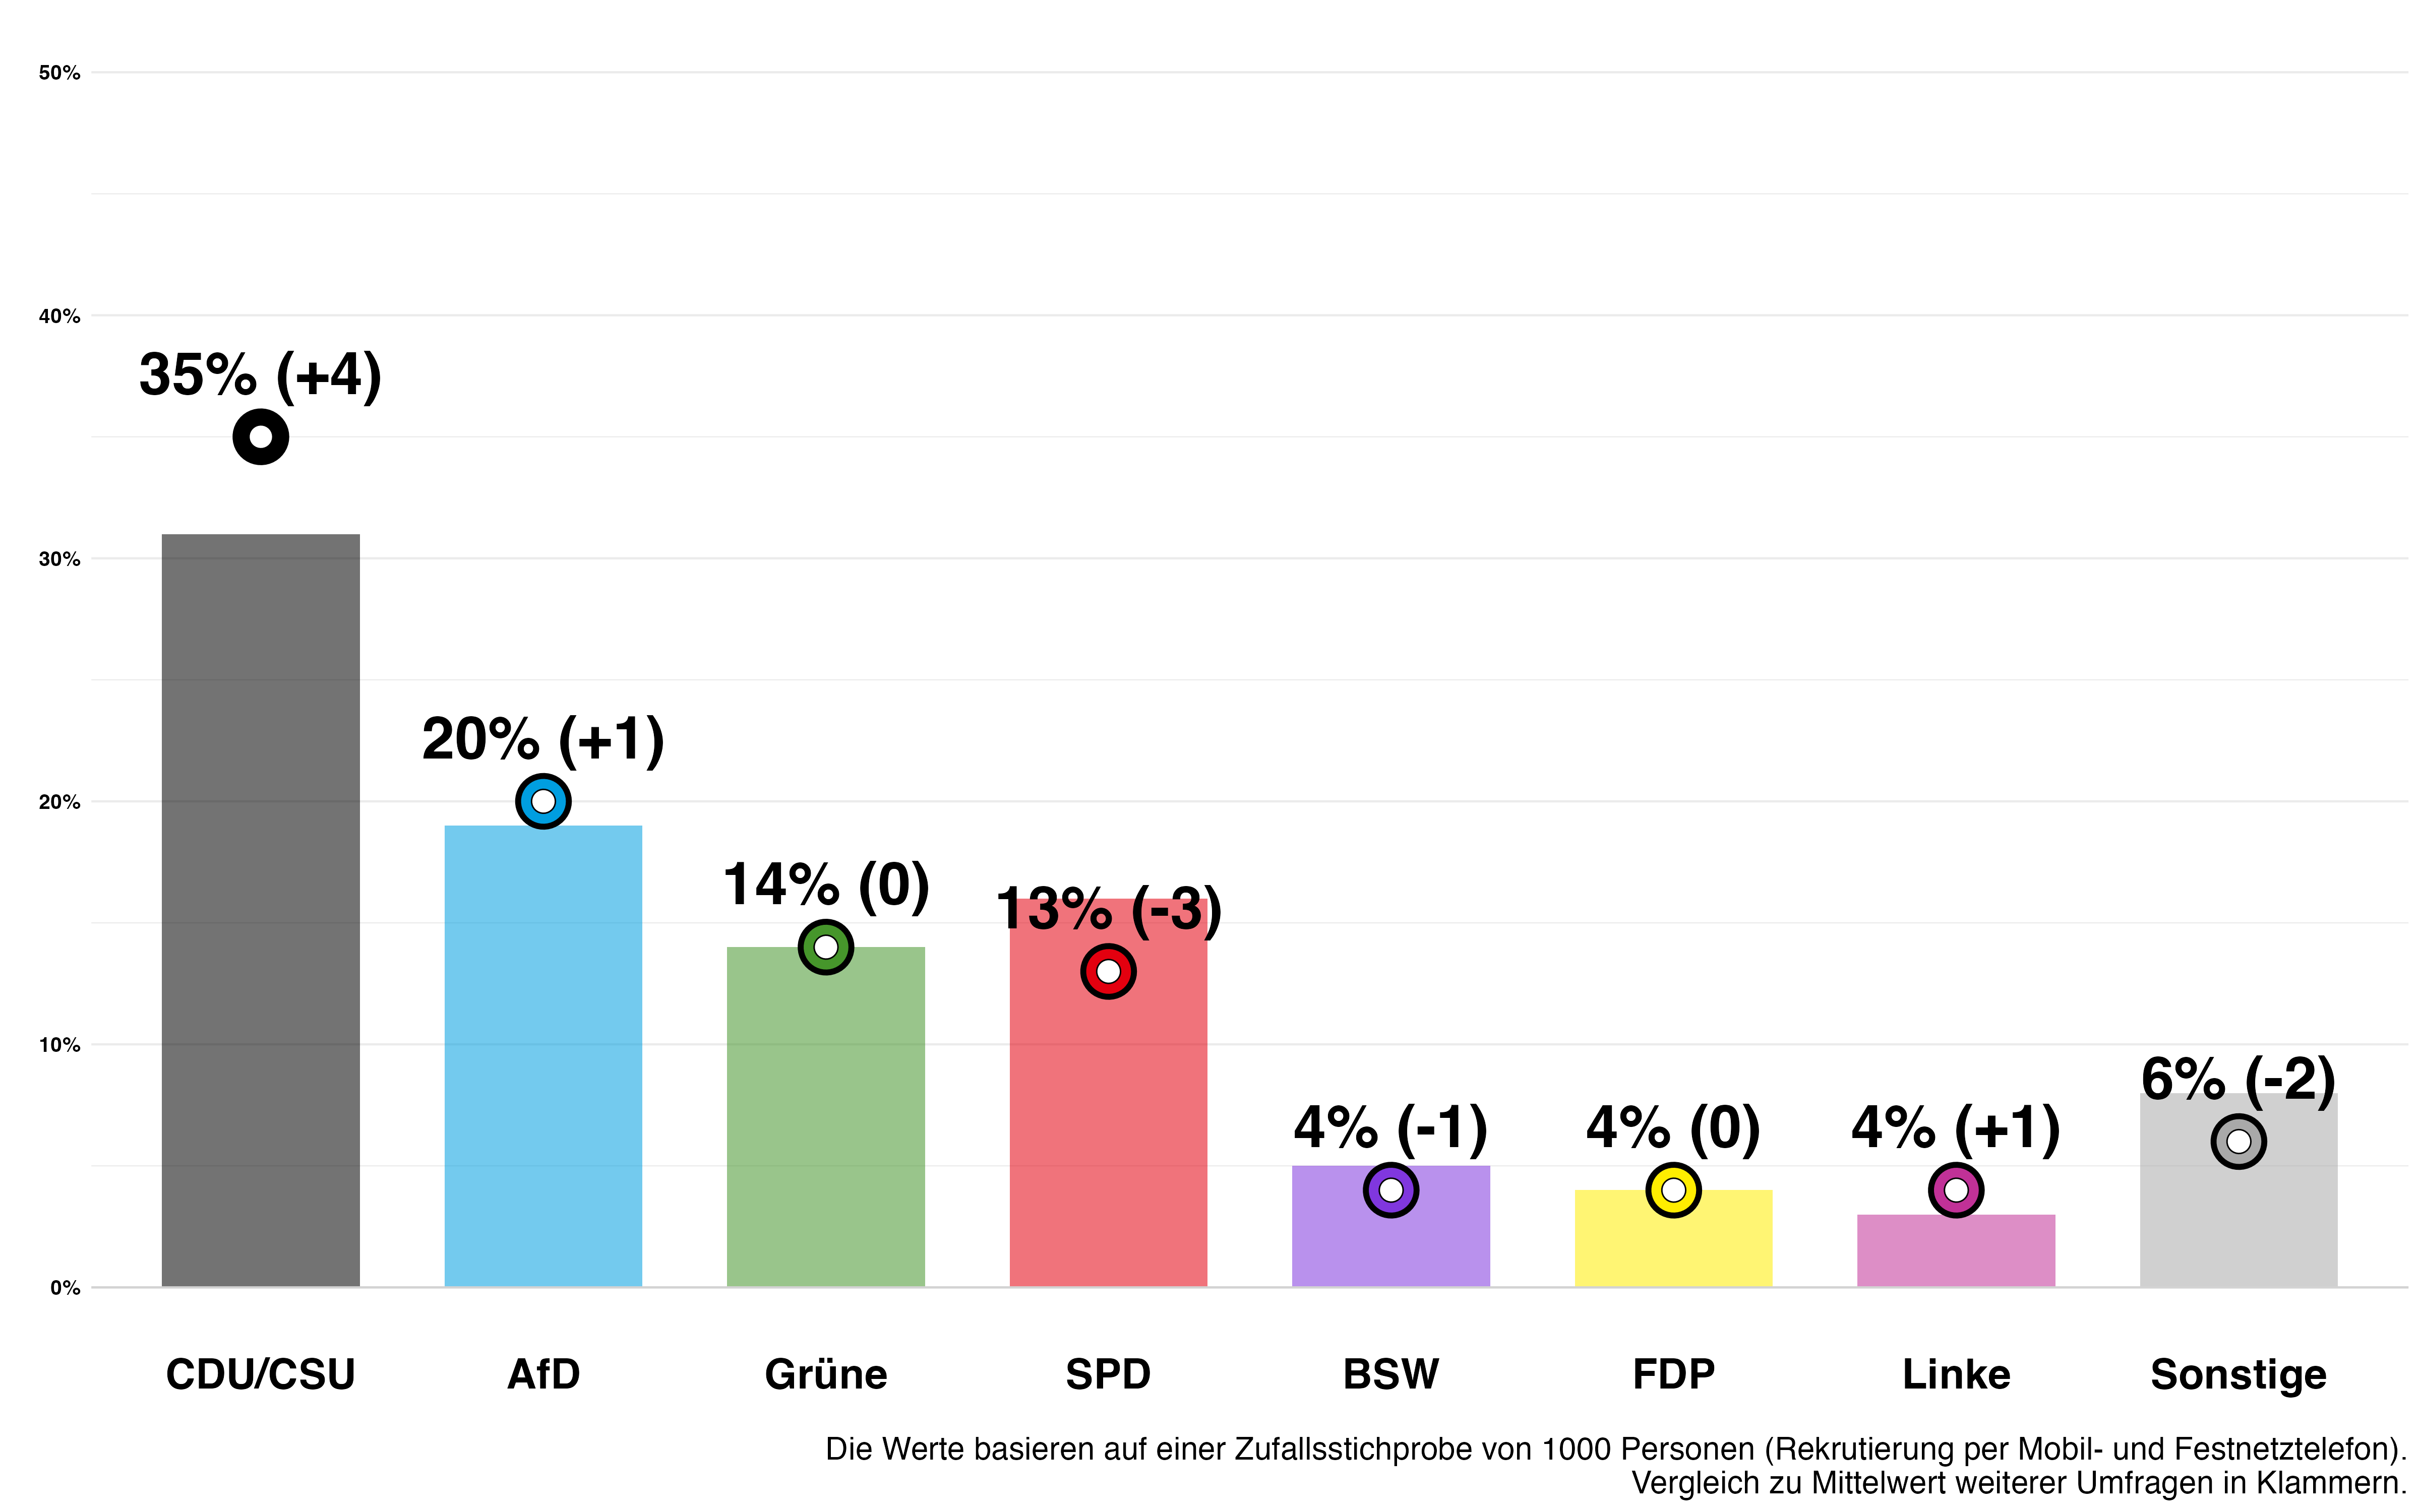 50%
40%
35% (+4)
30%
20% (+1)
20%
14% (0)
13% (-3)
10%
6% (-2)
4% (-1)
4% (0)
4% (+1)
0%
CDU/CSU
AfD
Grüne
SPD
BSW
FDP
Linke
Sonstige
Die Werte basieren auf einer Zufallsstichprobe von 1000 Personen (Rekrutierung per Mobil- und Festnetztelefon).
Vergleich zu Mittelwert weiterer Umfragen in Klammern.